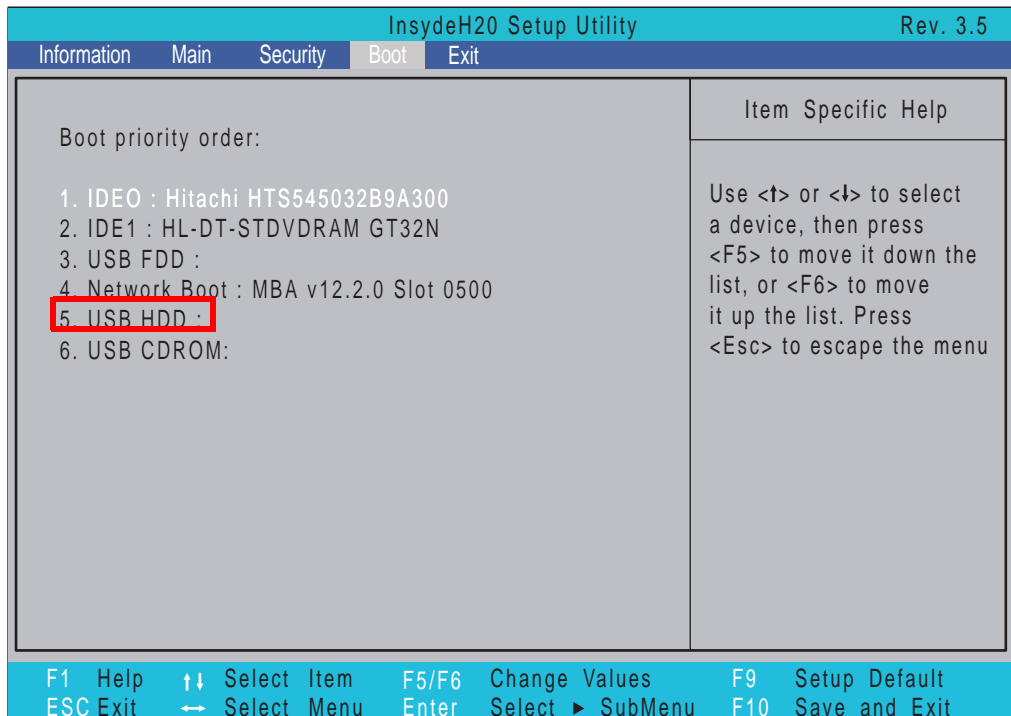 InsydeH20 Setup Utility Rev. 3.5
Information Main Security Boot Exit
Boot priority order:
1. IDEO : Hitachi HTS545032B9A300
2. IDE1 : HL-DT-STDVDRAM GT32N
3. USB FDD :
4. Network Boot : MBA v12.2.0 Slot 0500
5. USB HDD :
6. USB CDROM:
Item Specific Help
Use <↑> or <↓> to select
a device, then press
<F5> to move it down the
list, or <F6> to move
it up the list. Press
<Esc> to escape the menu
F1 Help ↑↓ Select Item F5/F6 Change Values F9 Setup Default
ESC Exit ↔ Select Menu Enter Select ► SubMenu F10 Save and Exit